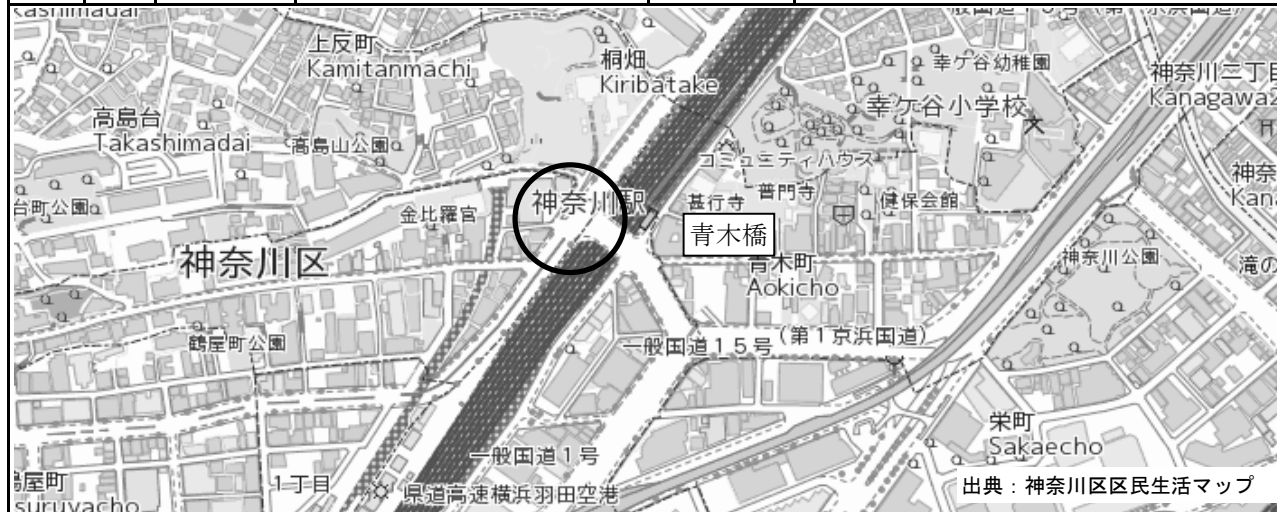 上反町
Kamitanmachi
桐畑
Kiribatake
幸ケ谷幼稚園
神奈川二丁目
高島台
Takashimadai
高島山公園
幸ケ谷小学校
コミュニティハウス
台町公園
金比羅宮
神奈川駅
甚行寺
普門寺
健保会館
青木橋
神奈川区
青木町
Aokicho
神奈川公園
鶴屋町公園
一般国道15号
(第1京浜国道)
栄町
Sakaecho
一般国道1号
1丁目
県道高速横浜羽田空港
出典：神奈川区区民生活マップ